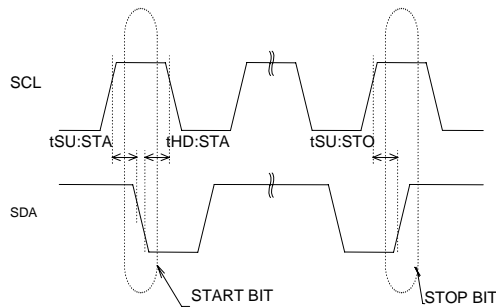 SCL
tSU:STA tHD:STA tSU:STO
SDA
START BIT STOP BIT